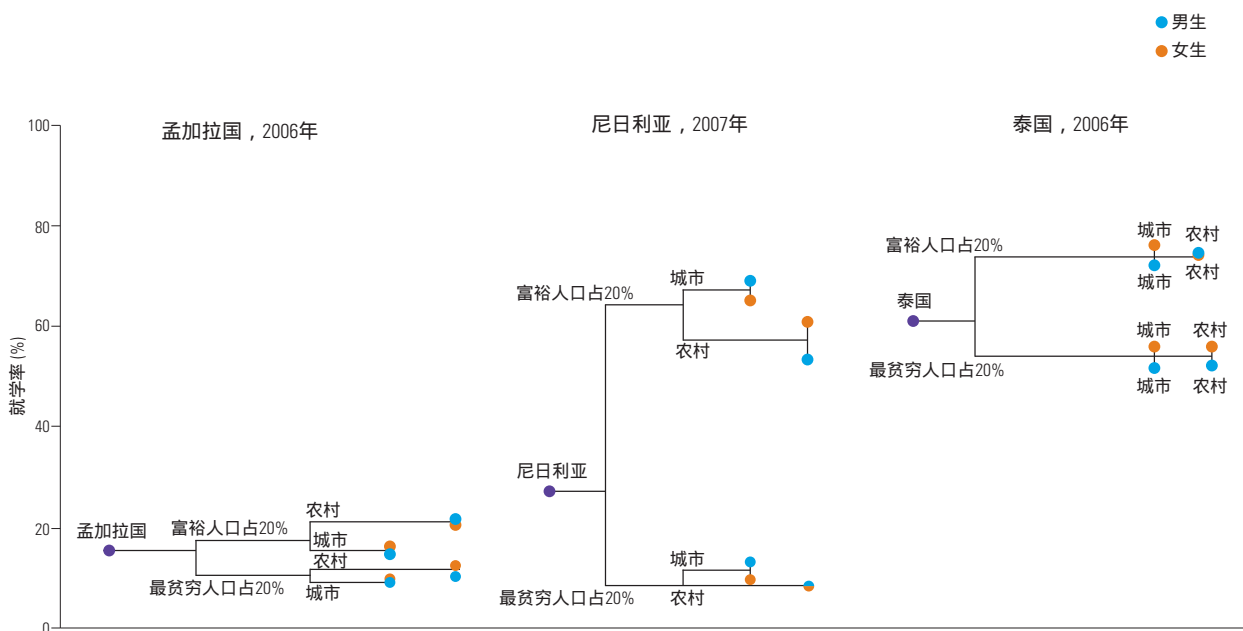 男生
女生
孟加拉国，2006年
尼日利亚，2007年
泰国，2006年
就学率 (%)
100
80
60
40
20
0
孟加拉国
富裕人口占20%
农村
城市
最贫穷人口占20%
农村
城市
尼日利亚
富裕人口占20%
城市
农村
最贫穷人口占20%
城市
农村
泰国
富裕人口占20%
城市
农村
城市
农村
最贫穷人口占20%
城市
农村
城市
农村